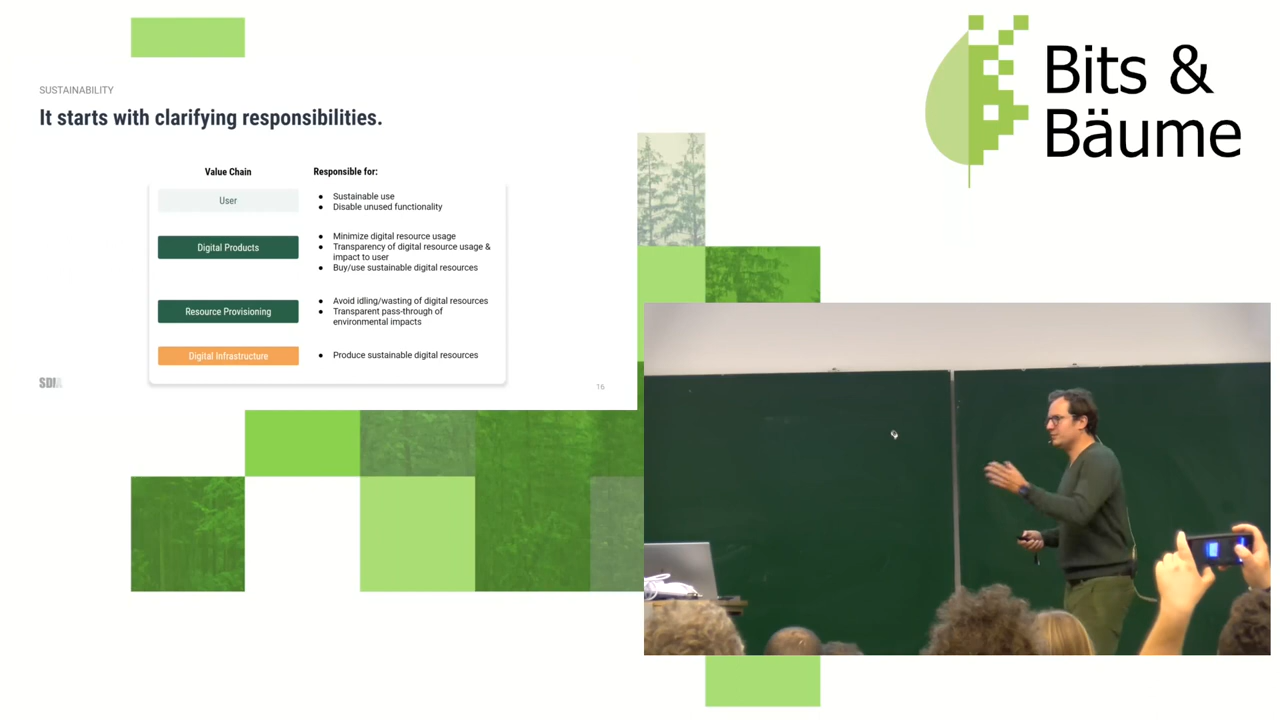 SUSTAINABILITY
It starts with clarifying responsibilities.
Value Chain
Responsible for:
User
● Sustainable use
● Disable unused functionality
Digital Products
● Minimize digital resource usage
● Transparency of digital resource usage &
impact to user
● Buy/use sustainable digital resources
Resource Provisioning
● Avoid idling/wasting of digital resources
● Transparent pass-through of
environmental impacts
Digital Infrastructure
● Produce sustainable digital resources
SDIA
16
Bits &
Bäume